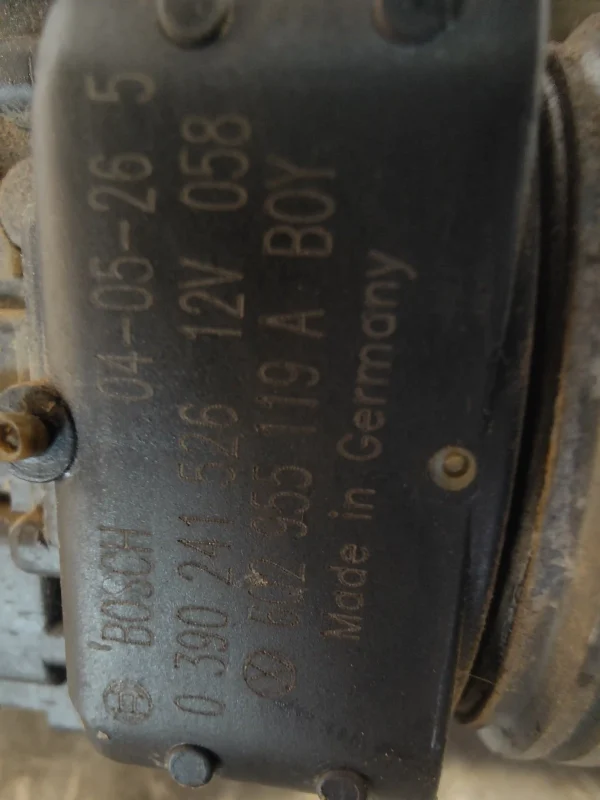 BOSCH 04-05-26 5
0 390 241 526 12V 058
6Q2 955 119 A BOY
Made in Germany